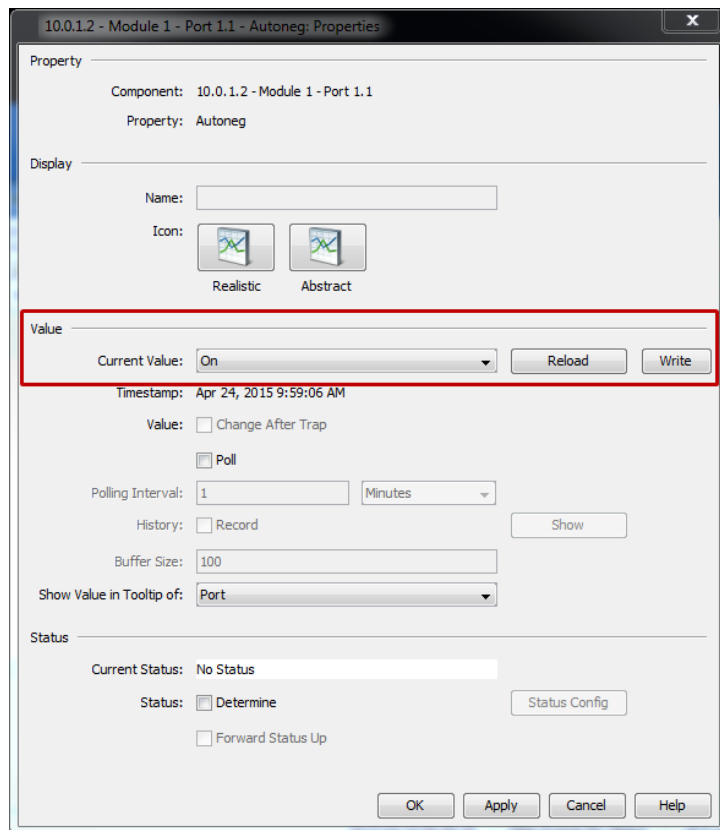 10.0.1.2 - Module 1 - Port 1.1 - Autoneg: Properties
x
Property
Component: 10.0.1.2 - Module 1 - Port 1.1
Property: Autoneg
Display
Name:
Icon:
Realistic Abstract
Value
Current Value: On Reload Write
Timestamp: Apr 24, 2015 9:59:06 AM
Value: Change After Trap
Poll
Polling Interval: 1 Minutes
History: Record Show
Buffer Size: 100
Show Value in Tooltip of: Port
Status
Current Status: No Status
Status: Determine Status Config
Forward Status Up
OK Apply Cancel Help